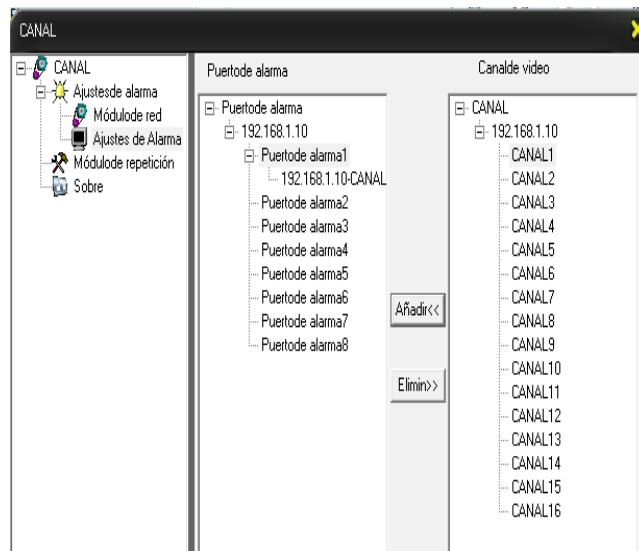 CANAL
CANAL
Ajustesde alarma
Módulode red
Ajustes de Alarma
Módulode repetición
Sobre
Puertode alarma
Puertode alarma
192.168.1.10
Puertode alarma1
192.168.1.10-CANAL
Puertode alarma2
Puertode alarma3
Puertode alarma4
Puertode alarma5
Puertode alarma6
Puertode alarma7
Puertode alarma8
Añadir<<
Elimin>>
Canalde video
CANAL
192.168.1.10
CANAL1
CANAL2
CANAL3
CANAL4
CANAL5
CANAL6
CANAL7
CANAL8
CANAL9
CANAL10
CANAL11
CANAL12
CANAL13
CANAL14
CANAL15
CANAL16